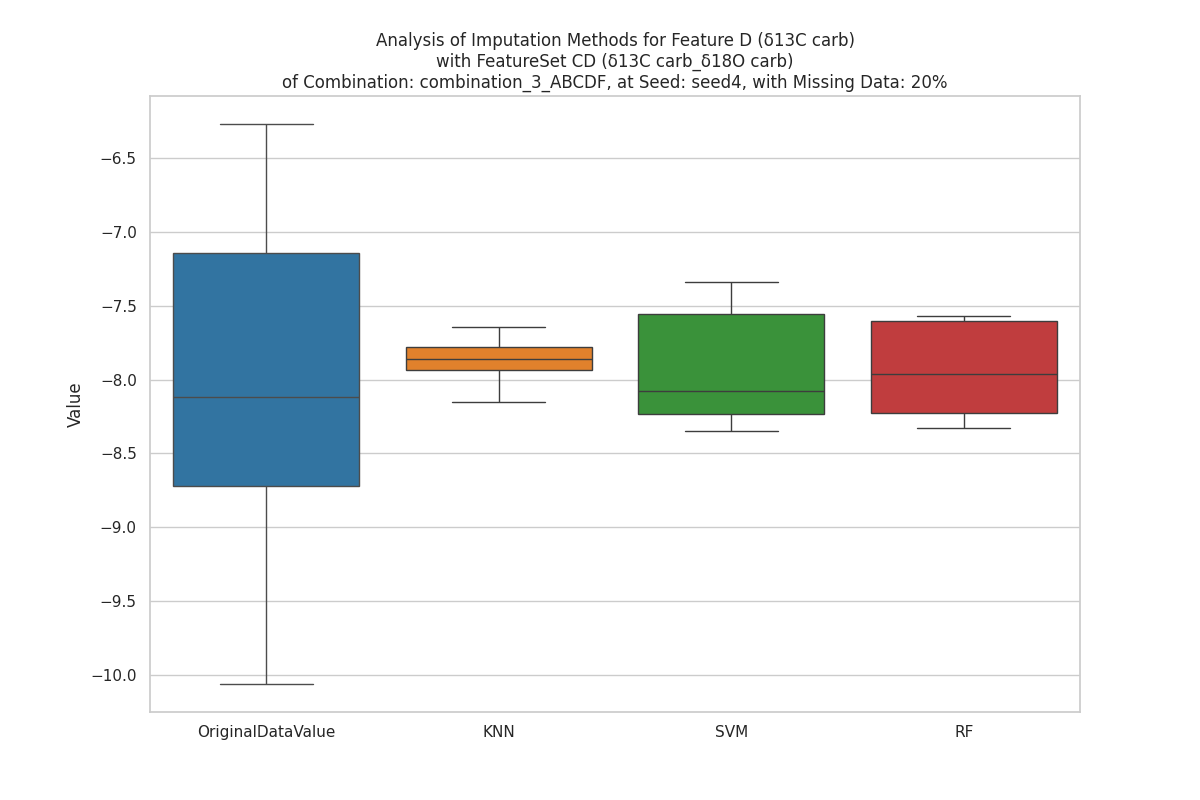 Analysis of Imputation Methods for Feature D (δ13C carb)
with FeatureSet CD (δ13C carb_δ18O carb)
of Combination: combination_3_ABCDF, at Seed: seed4, with Missing Data: 20%
Value
−6.5
−7.0
−7.5
−8.0
−8.5
−9.0
−9.5
−10.0
OriginalDataValue
KNN
SVM
RF